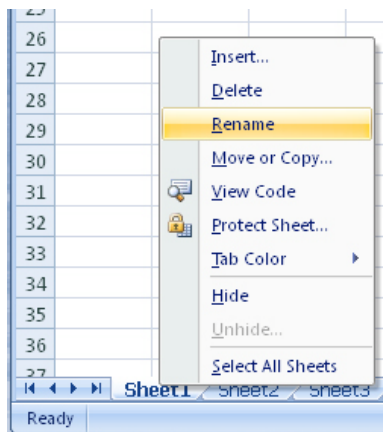 25
26
27
28
29
30
31
32
33
34
35
36
37
Insert...
Delete
Rename
Move or Copy...
View Code
Protect Sheet...
Tab Color
Hide
Unhide...
Select All Sheets
Sheet1 Sheet2 Sheet3
Ready